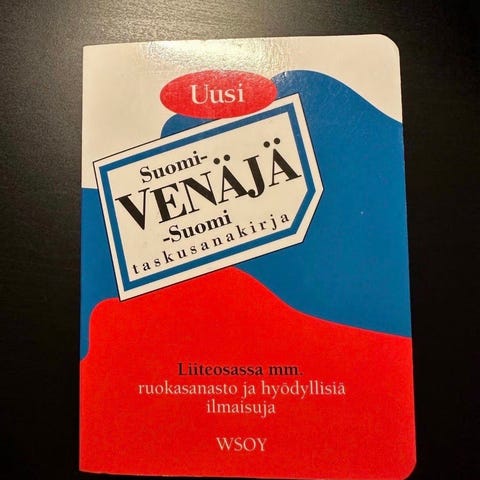 Uusi
Suomi-
VENÄJÄ
-Suomi
taskusanakirja
Liiteosassa mm.
ruokasanasto ja hyödyllisiä
ilmaisuja
WSOY